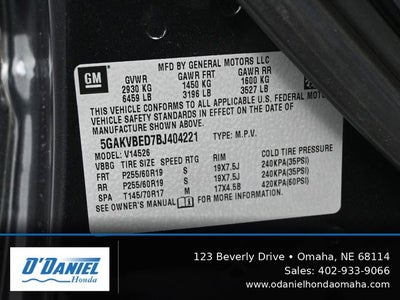 GM
MFD BY GENERAL MOTORS LLC
GVWR GAWR FRT GAWR RR
2930 KG 1450 KG 1600 KG
6459 LB 3196 LB 3527 LB
THIS VEHICLE CONFORMS TO ALL APPLICABLE
U.S. FEDERAL MOTOR VEHICLE SAFETY STANDARDS
IN EFFECT ON THE DATE OF
MANUFACTURE SHOWN ABOVE.
5GAKVBED7BJ404221 TYPE: M.P.V.
MODEL: V14526
VBBG TIRE SIZE SPEED RTG RIM COLD TIRE PRESSURE
FRT P255/60R19 S 19X7.5J 240KPA(35PSI)
RR P255/60R19 S 19X7.5J 240KPA(35PSI)
SPA T145/70R17 M 17X4.5B 420KPA(60PSI)
SEE OWNER'S MANUAL FOR ADDITIONAL INFORMATION.
O'DANIEL
Honda
123 Beverly Drive • Omaha, NE 68114
Sales: 402-933-9066
www.odanielhondaomaha.com